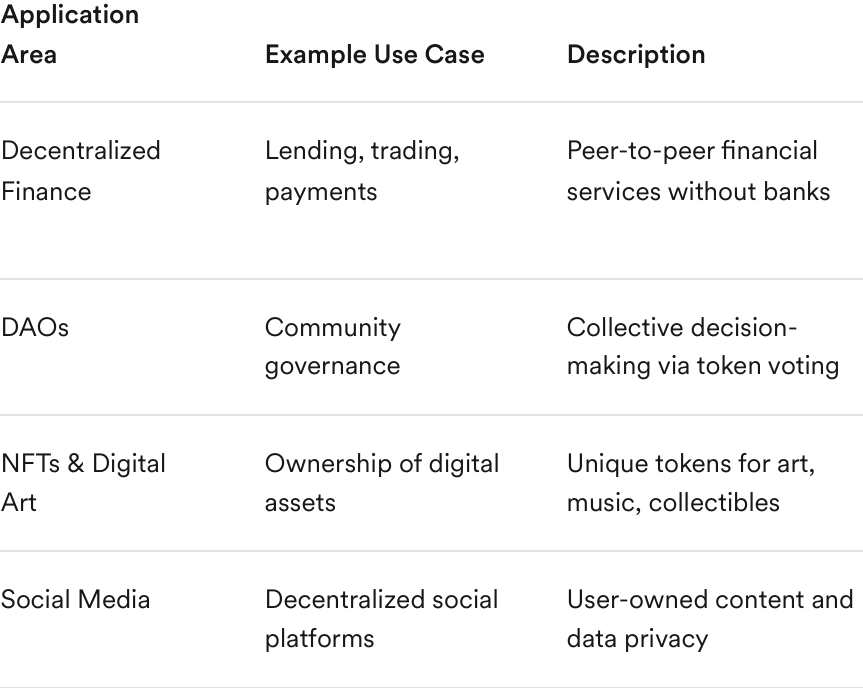 Application
Area Example Use Case Description
Decentralized Lending, trading, Peer-to-peer financial
Finance payments services without banks
DAOs Community Collective decision-
governance making via token voting
NFTs & Digital Ownership of digital Unique tokens for art,
Art assets music, collectibles
Social Media Decentralized social User-owned content and
platforms data privacy